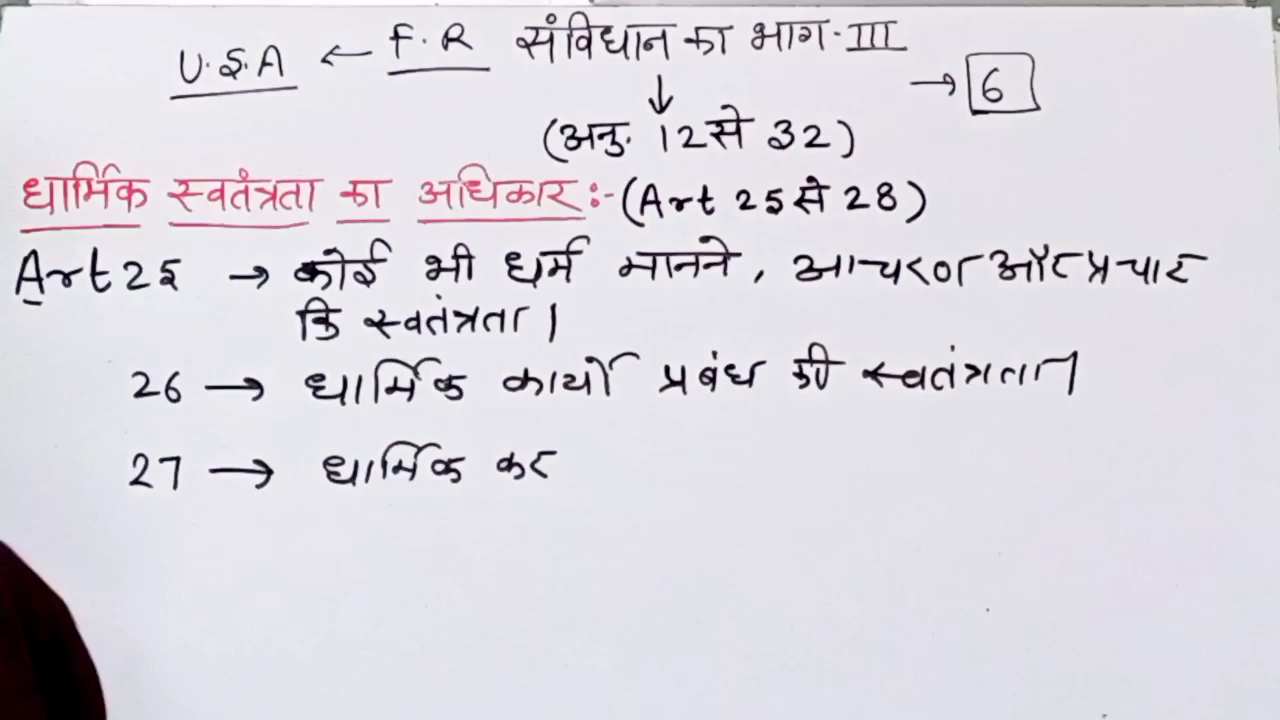 U.S.A ← F.R संविधान का भाग-III
↓ → 6
(अनु. 12 से 32)
धार्मिक स्वतंत्रता का अधिकार:- (Art 25 से 28)
Art 25 → कोई भी धर्म मानने, आचरण और प्रचार
कि स्वतंत्रता।
26 → धार्मिक कार्यो प्रबंध की स्वतंत्रता।
27 → धार्मिक कर